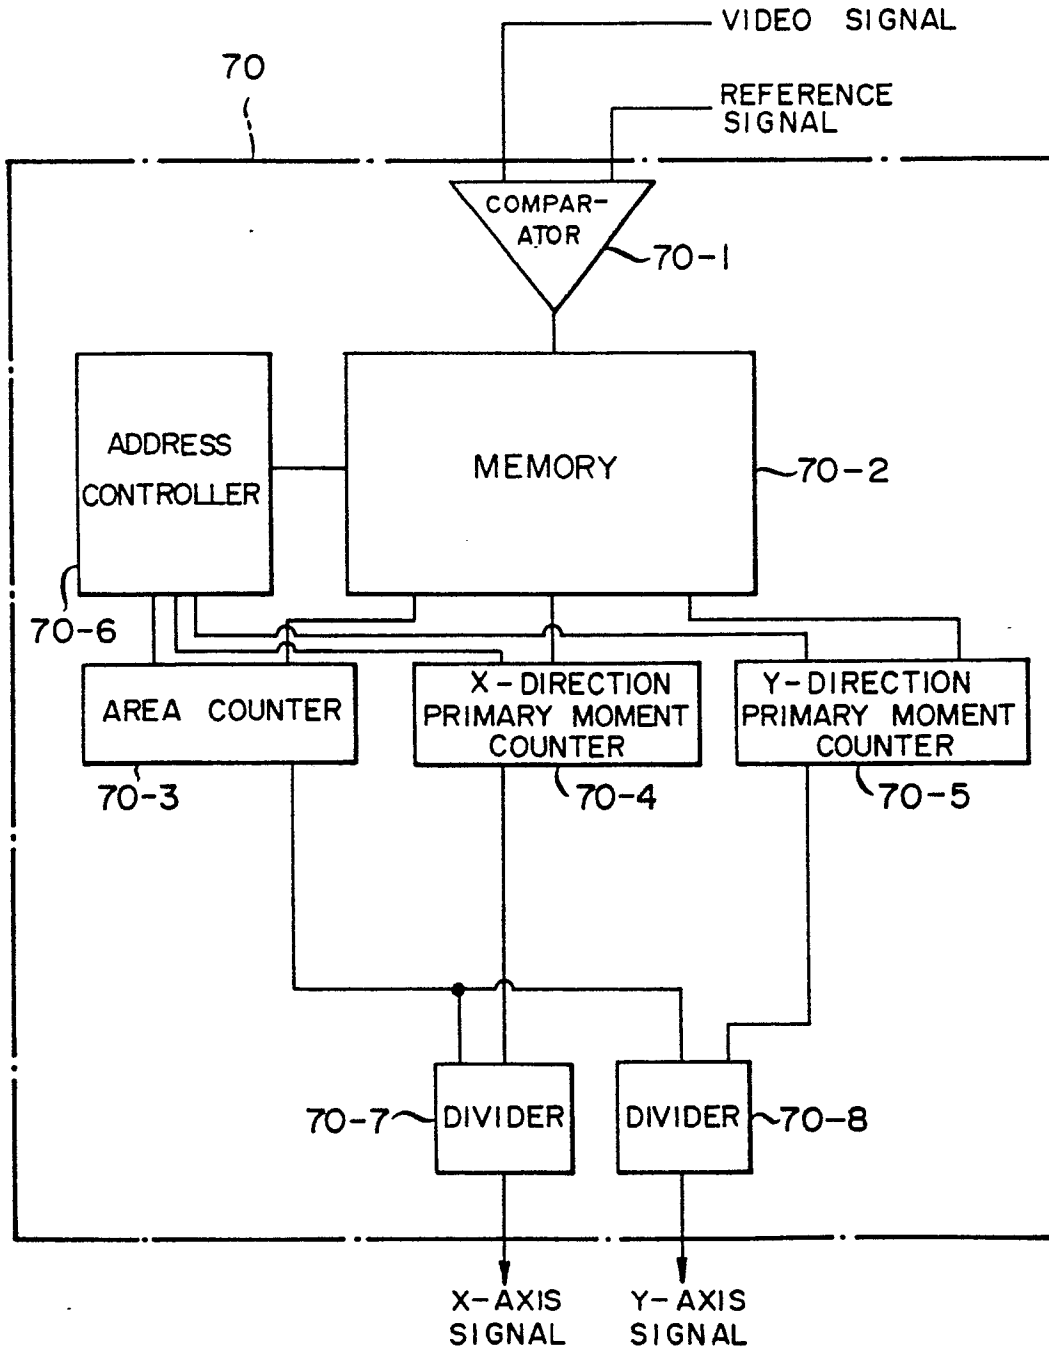 VIDEO SIGNAL
70
REFERENCE
SIGNAL
COMPAR-
ATOR
70-1
ADDRESS
CONTROLLER
MEMORY
70-2
70-6
AREA COUNTER
X-DIRECTION
PRIMARY MOMENT
COUNTER
Y-DIRECTION
PRIMARY MOMENT
COUNTER
70-3
70-4
70-5
70-7
DIVIDER
DIVIDER
70-8
X-AXIS
SIGNAL
Y-AXIS
SIGNAL